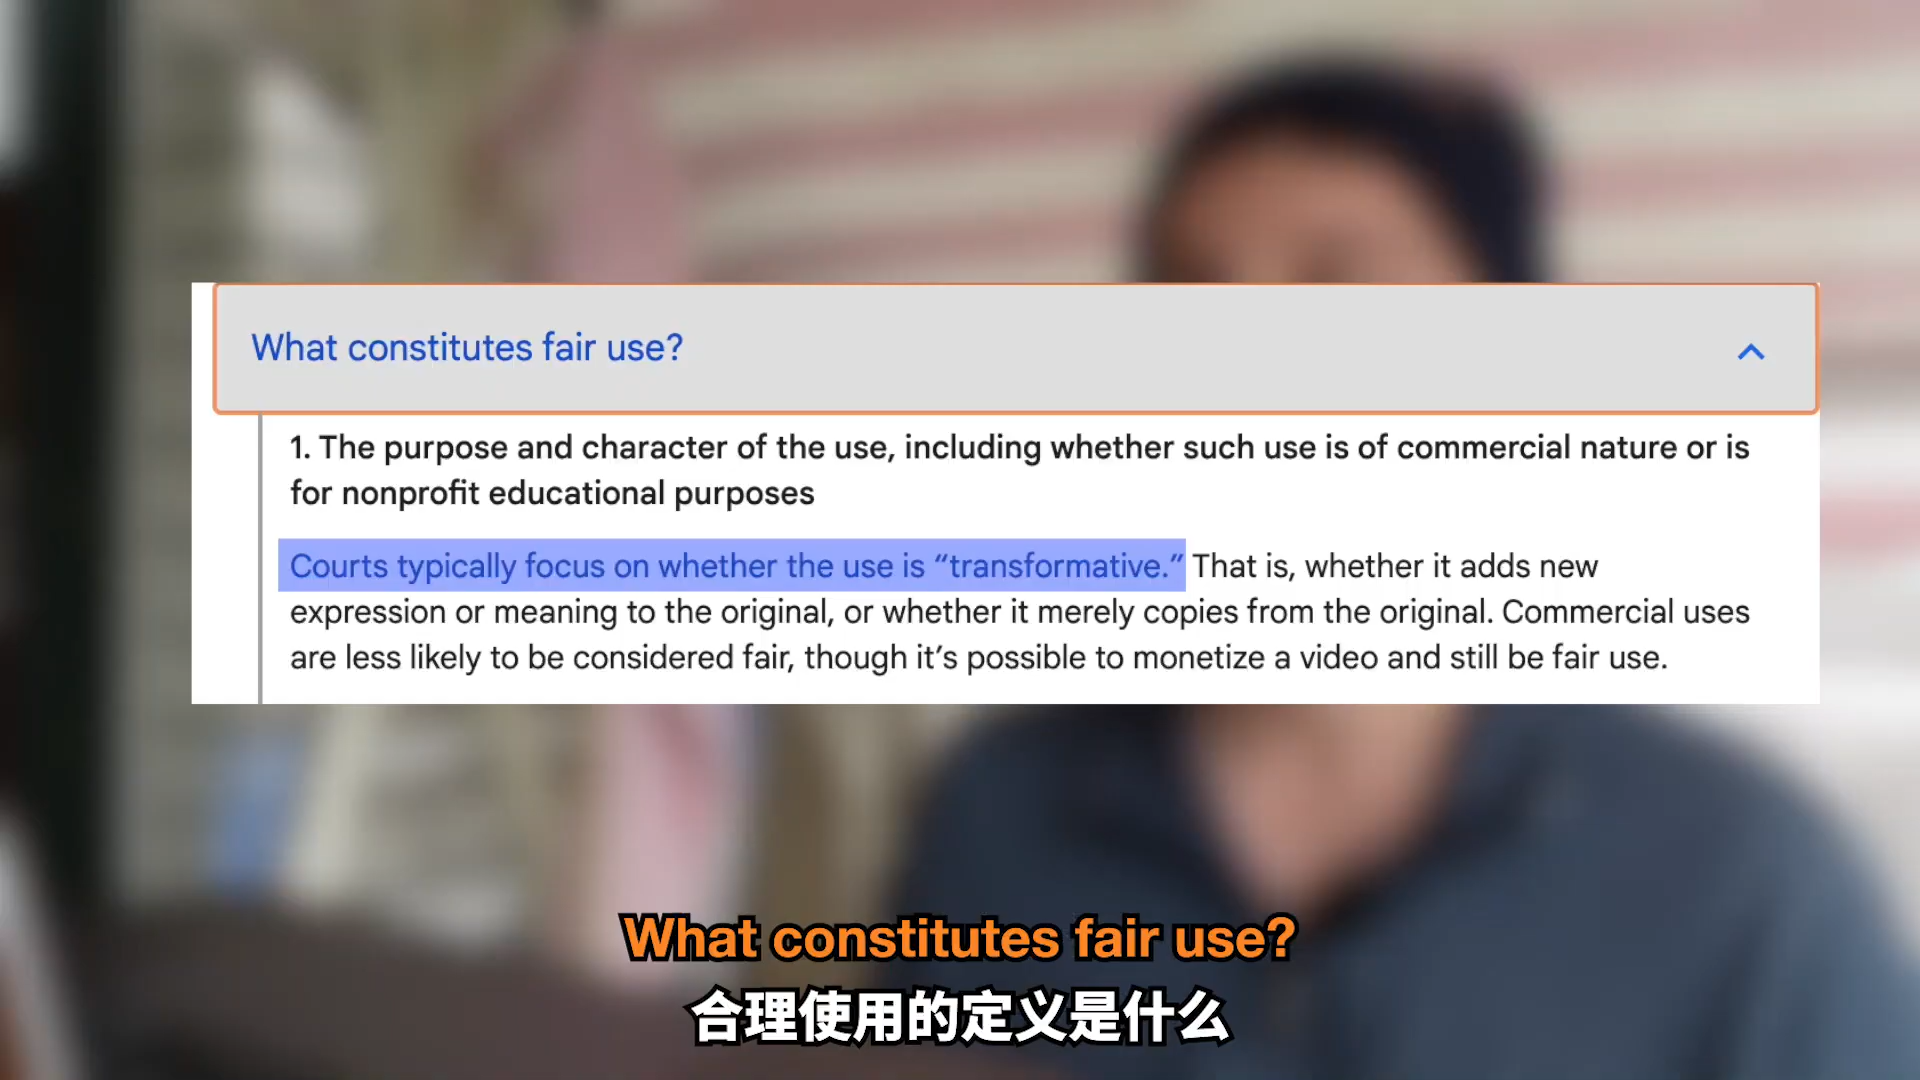 What constitutes fair use?
1. The purpose and character of the use, including whether such use is of commercial nature or is
for nonprofit educational purposes
Courts typically focus on whether the use is “transformative.” That is, whether it adds new
expression or meaning to the original, or whether it merely copies from the original. Commercial uses
are less likely to be considered fair, though it’s possible to monetize a video and still be fair use.
What constitutes fair use?
合理使用的定义是什么